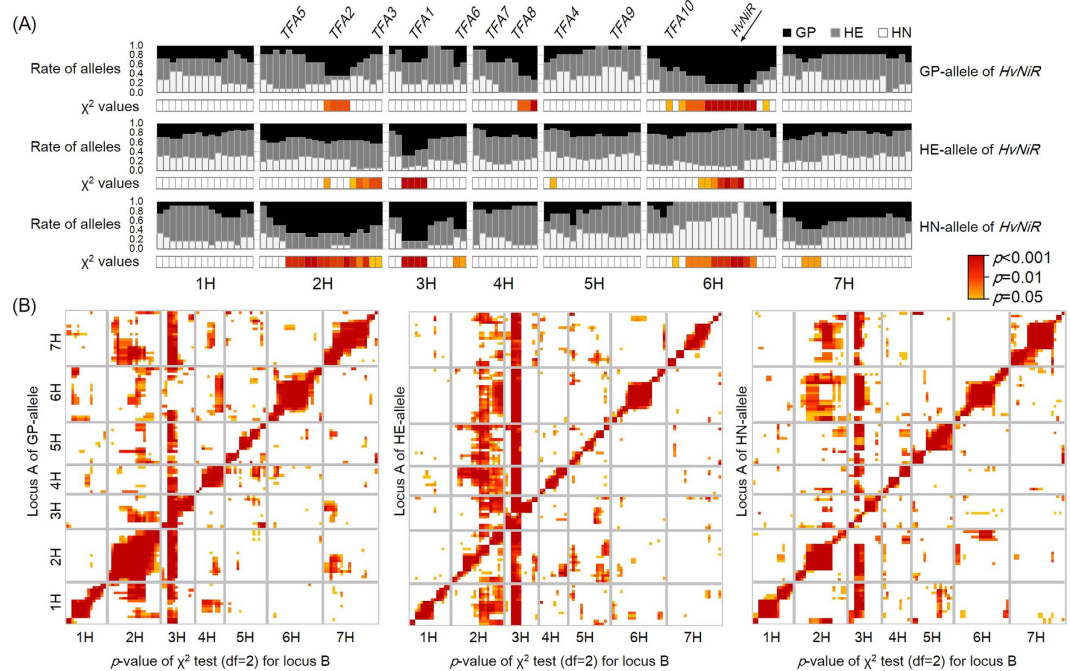 (A)
TFA5 TFA2 TFA3 TFA1 TFA6 TFA7 TFA8 TFA4 TFA9 TFA10 HvNiR
GP HE HN
1.0
0.8
0.6
0.4
0.2
0
Rate of alleles
GP-allele of HvNiR
χ² values
1.0
0.8
0.6
0.4
0.2
0
Rate of alleles
HE-allele of HvNiR
χ² values
1.0
0.8
0.6
0.4
0.2
0
Rate of alleles
HN-allele of HvNiR
χ² values
1H 2H 3H 4H 5H 6H 7H
p<0.001
p=0.01
p=0.05
(B)
Locus A of GP-allele
7H
6H
5H
4H
3H
2H
1H
1H 2H 3H 4H 5H 6H 7H
p-value of χ² test (df=2) for locus B
Locus A of HE-allele
1H 2H 3H 4H 5H 6H 7H
p-value of χ² test (df=2) for locus B
Locus A of HN-allele
1H 2H 3H 4H 5H 6H 7H
p-value of χ² test (df=2) for locus B